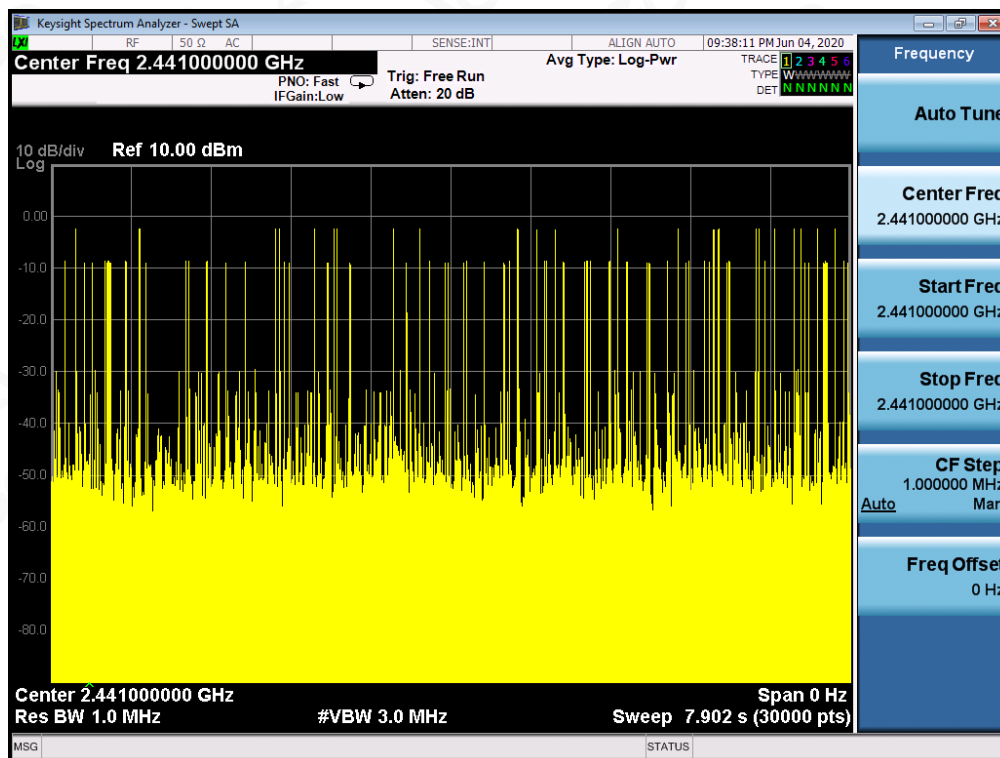 Keysight Spectrum Analyzer - Swept SA
LXI RF 50 Ω AC SENSE:INT ALIGN AUTO 09:38:11 PM Jun 04, 2020
Center Freq 2.441000000 GHz
PNO: Fast
IFGain:Low
Trig: Free Run
Atten: 20 dB
Avg Type: Log-Pwr
TRACE 1 2 3 4 5 6
TYPE WWWWWW
DET N N N N N N
10 dB/div
Log
Ref 10.00 dBm
0.00
-10.0
-20.0
-30.0
-40.0
-50.0
-60.0
-70.0
-80.0
Center 2.441000000 GHz
Res BW 1.0 MHz
#VBW 3.0 MHz
Span 0 Hz
Sweep 7.902 s (30000 pts)
MSG
STATUS
Frequency
Auto Tune
Center Freq
2.441000000 GHz
Start Freq
2.441000000 GHz
Stop Freq
2.441000000 GHz
CF Step
1.000000 MHz
Auto Man
Freq Offset
0 Hz